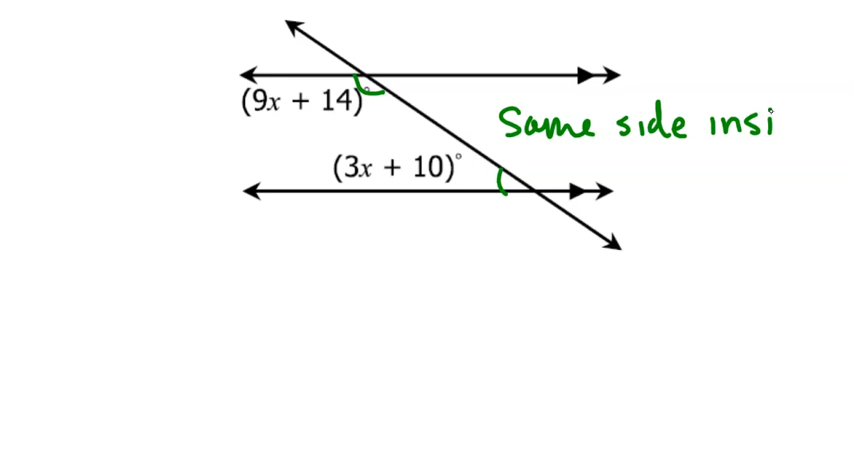 (9x + 14)°
Same side insi
(3x + 10)°